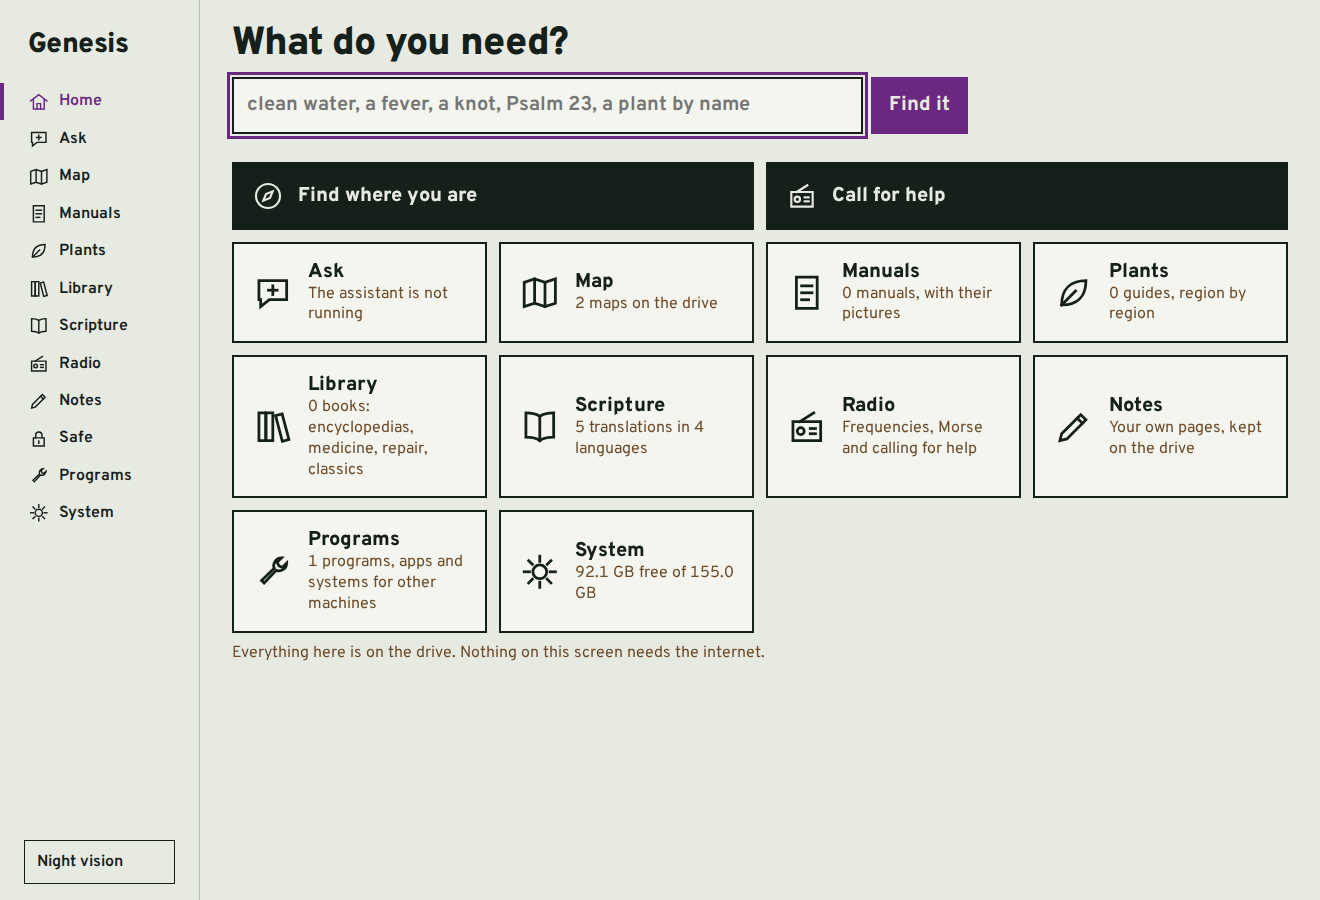 Genesis
Home
Ask
Map
Manuals
Plants
Library
Scripture
Radio
Notes
Safe
Programs
System
Night vision
What do you need?
clean water, a fever, a knot, Psalm 23, a plant by name
Find it
Find where you are
Call for help
Ask
The assistant is not
running
Map
2 maps on the drive
Manuals
0 manuals, with their
pictures
Plants
0 guides, region by
region
Library
0 books:
encyclopedias,
medicine, repair,
classics
Scripture
5 translations in 4
languages
Radio
Frequencies, Morse
and calling for help
Notes
Your own pages, kept
on the drive
Programs
1 programs, apps and
systems for other
machines
System
92.1 GB free of 155.0
GB
Everything here is on the drive. Nothing on this screen needs the internet.